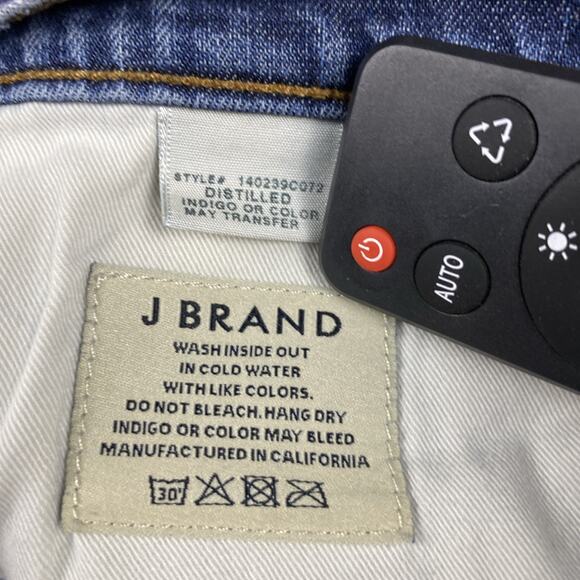 STYLE# 140239C072
DISTILLED
INDIGO OR COLOR
MAY TRANSFER
AUTO
J BRAND
WASH INSIDE OUT
IN COLD WATER
WITH LIKE COLORS.
DO NOT BLEACH. HANG DRY
INDIGO OR COLOR MAY BLEED
MANUFACTURED IN CALIFORNIA
30°